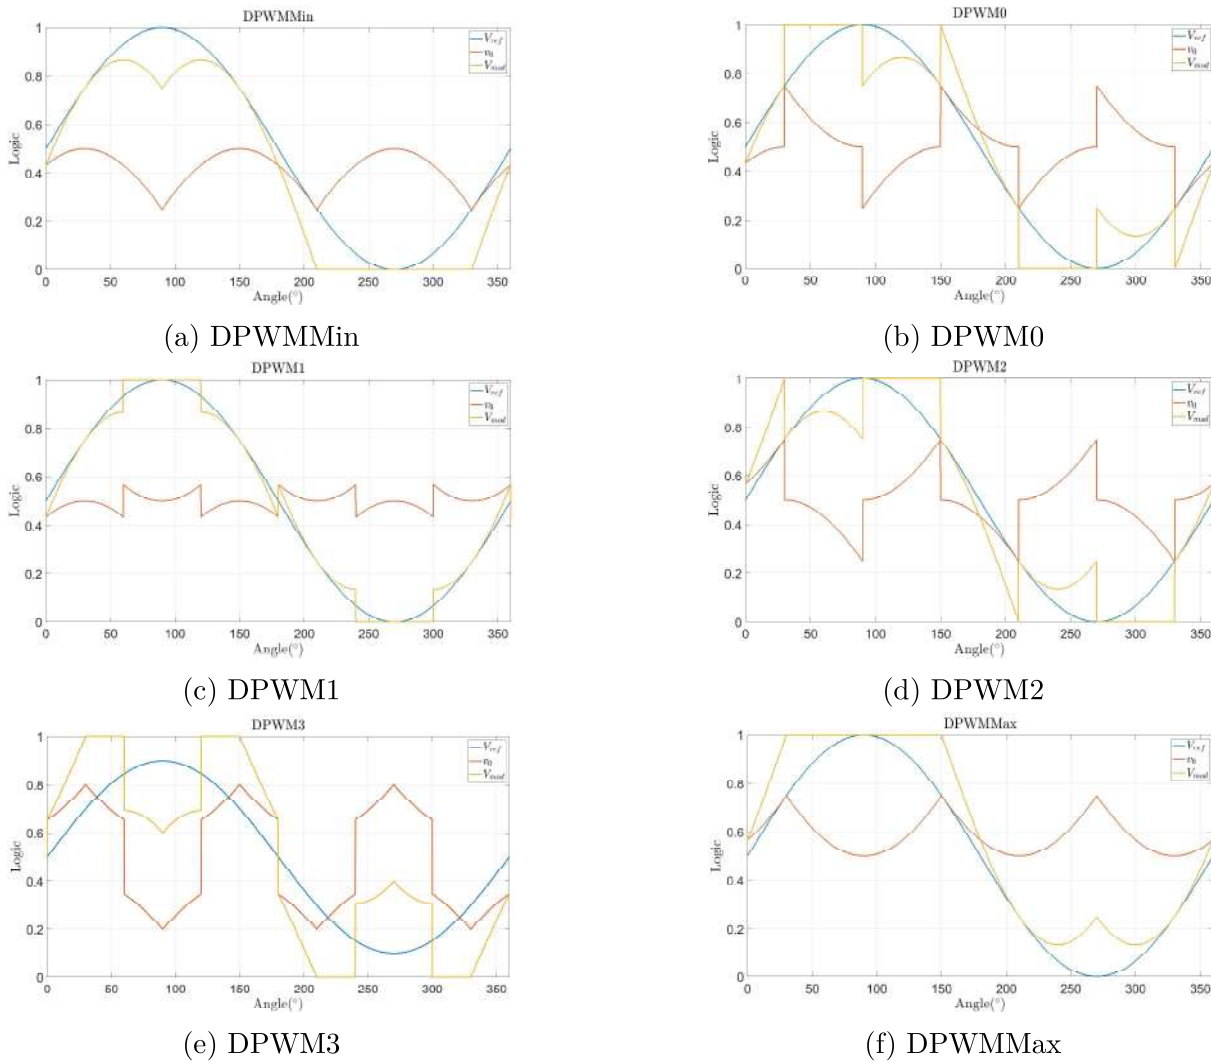 DPWMMin
V_ref
v_0
V_mod
Logic
1
0.8
0.6
0.4
0.2
0
0 50 100 150 200 250 300 350
Angle(°)
(a) DPWMMin
DPWM0
V_ref
v_0
V_mod
Logic
1
0.8
0.6
0.4
0.2
0
0 50 100 150 200 250 300 350
Angle(°)
(b) DPWM0
DPWM1
V_ref
v_0
V_mod
Logic
1
0.8
0.6
0.4
0.2
0
0 50 100 150 200 250 300 350
Angle(°)
(c) DPWM1
DPWM2
V_ref
v_0
V_mod
Logic
1
0.8
0.6
0.4
0.2
0
0 50 100 150 200 250 300 350
Angle(°)
(d) DPWM2
DPWM3
V_ref
v_0
V_mod
Logic
1
0.8
0.6
0.4
0.2
0
0 50 100 150 200 250 300 350
Angle(°)
(e) DPWM3
DPWMMax
V_ref
v_0
V_mod
Logic
1
0.8
0.6
0.4
0.2
0
0 50 100 150 200 250 300 350
Angle(°)
(f) DPWMMax